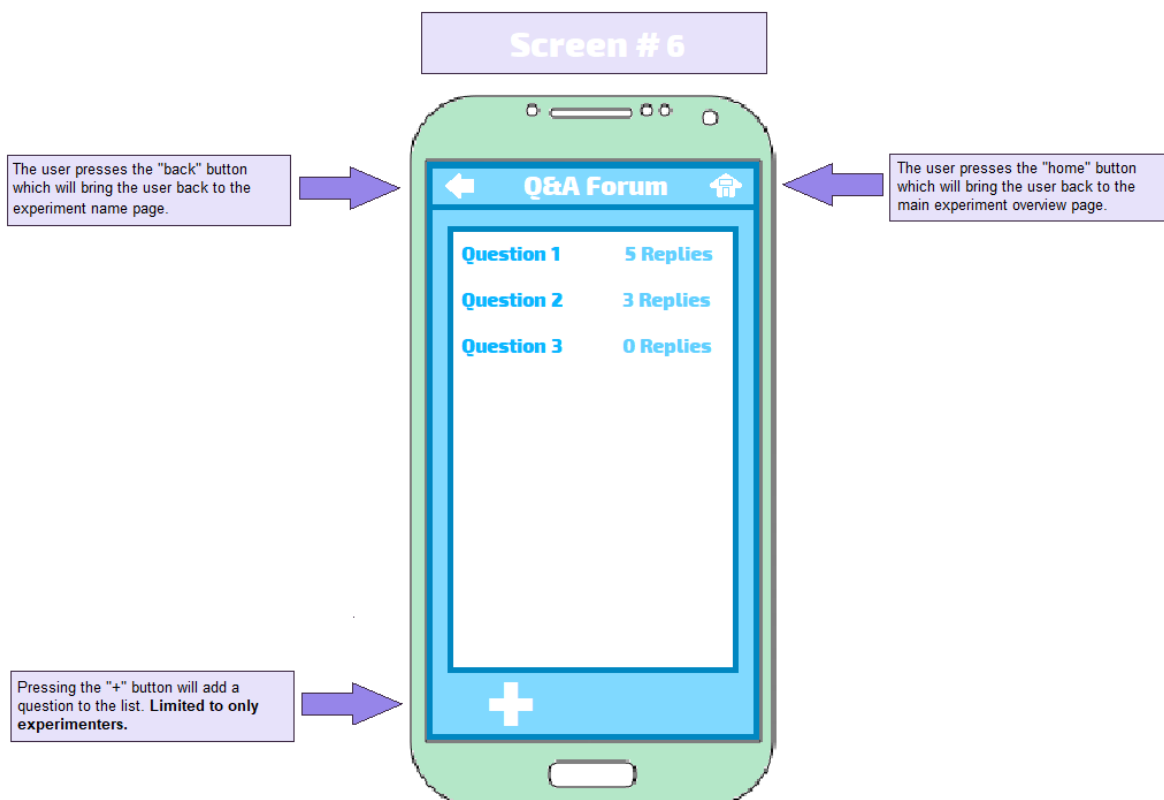 Screen # 6
The user presses the "back" button
which will bring the user back to the
experiment name page.
Q&A Forum
The user presses the "home" button
which will bring the user back to the
main experiment overview page.
Question 1 5 Replies
Question 2 3 Replies
Question 3 0 Replies
Pressing the "+" button will add a
question to the list. Limited to only
experimenters.